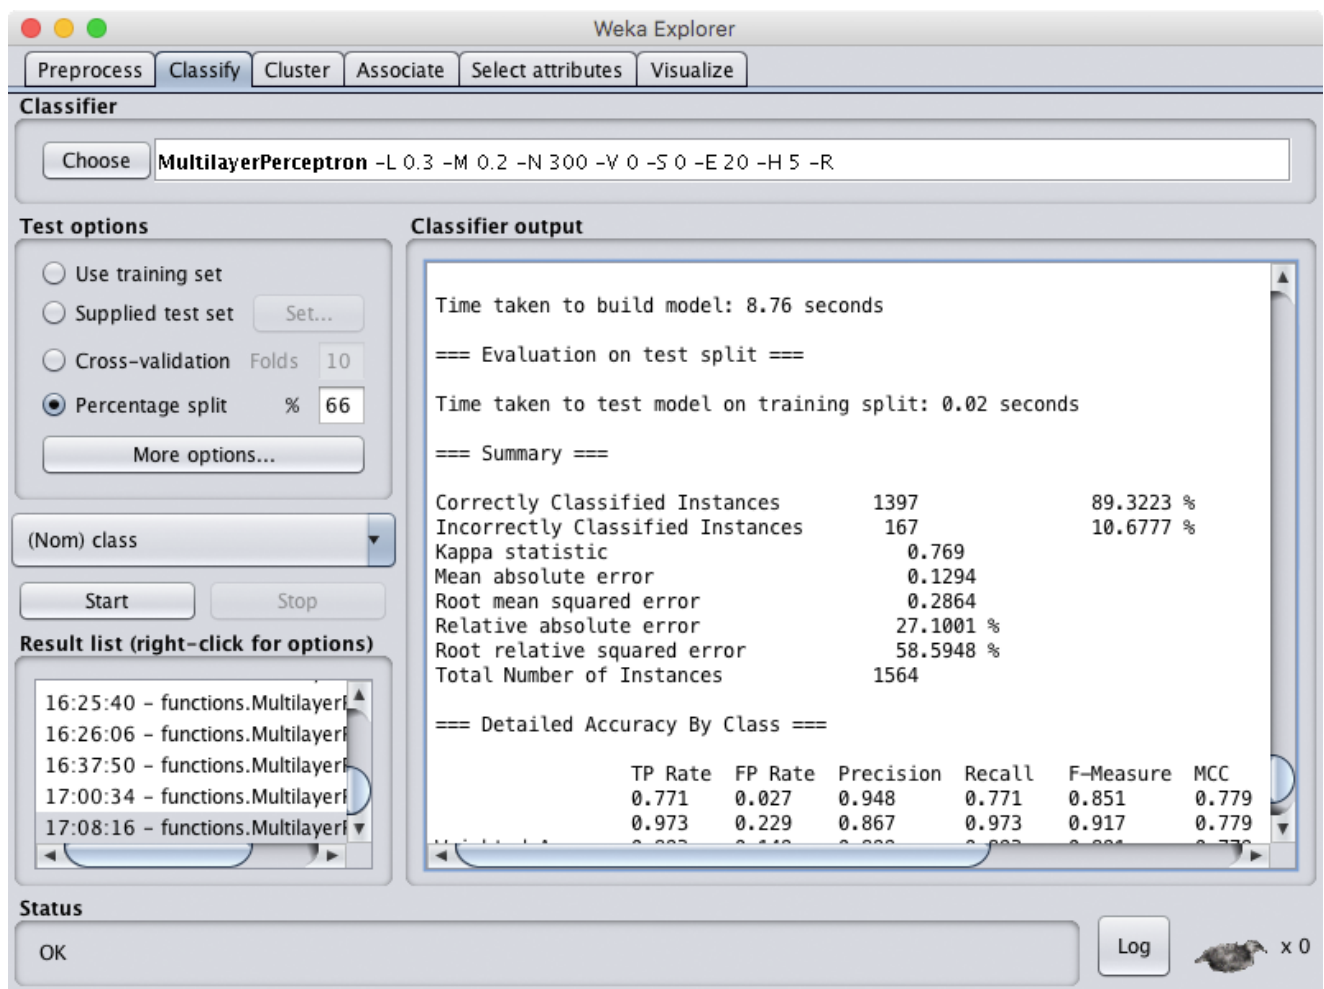 Weka Explorer
Preprocess Classify Cluster Associate Select attributes Visualize
Classifier
Choose MultilayerPerceptron -L 0.3 -M 0.2 -N 300 -V 0 -S 0 -E 20 -H 5 -R
Test options
Use training set
Supplied test set Set...
Cross-validation Folds 10
Percentage split % 66
More options...
(Nom) class
Start Stop
Result list (right-click for options)
16:25:40 - functions.Multilayer
16:26:06 - functions.Multilayer
16:37:50 - functions.Multilayer
17:00:34 - functions.Multilayer
17:08:16 - functions.Multilayer
Classifier output
Time taken to build model: 8.76 seconds
=== Evaluation on test split ===
Time taken to test model on training split: 0.02 seconds
=== Summary ===
Correctly Classified Instances 1397 89.3223 %
Incorrectly Classified Instances 167 10.6777 %
Kappa statistic 0.769
Mean absolute error 0.1294
Root mean squared error 0.2864
Relative absolute error 27.1001 %
Root relative squared error 58.5948 %
Total Number of Instances 1564
=== Detailed Accuracy By Class ===
TP Rate FP Rate Precision Recall F-Measure MCC
0.771 0.027 0.948 0.771 0.851 0.779
0.973 0.229 0.867 0.973 0.917 0.779
Status
OK
Log x 0